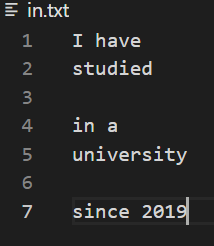 in.txt
1 I have
2 studied
3
4 in a
5 university
6
7 since 2019